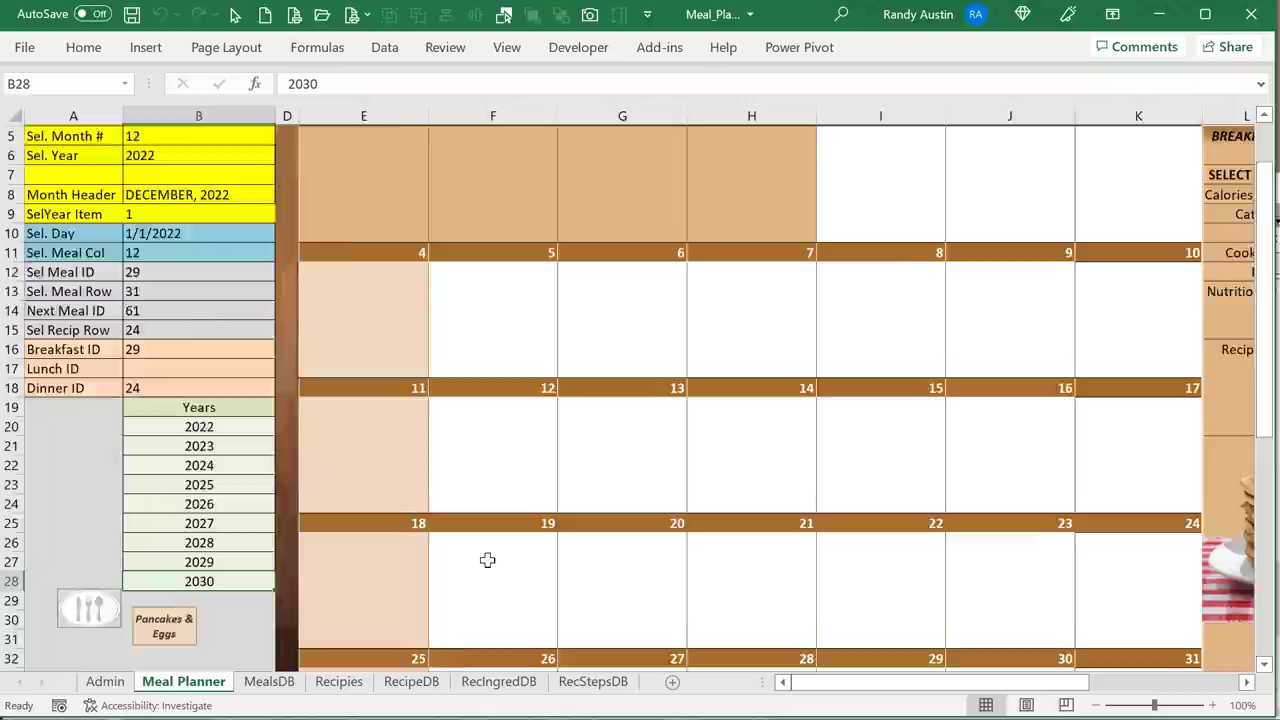 AutoSave Off Meal_Pla... Randy Austin RA
File Home Insert Page Layout Formulas Data Review View Developer Add-ins Help Power Pivot Comments Share
B28 fx 2030
A B D E F G H I J K L
5 Sel. Month # 12 BREAK
6 Sel. Year 2022
7 SELECT
8 Month Header DECEMBER, 2022 Calories
9 SelYear Item 1 Cat
10 Sel. Day 1/1/2022
11 Sel. Meal Col 12 4 5 6 7 8 9 10 Cook
12 Sel Meal ID 29
13 Sel. Meal Row 31 Nutritio
14 Next Meal ID 61
15 Sel Recip Row 24
16 Breakfast ID 29 Recip
17 Lunch ID
18 Dinner ID 24 11 12 13 14 15 16 17
19 Years
20 2022
21 2023
22 2024
23 2025
24 2026
25 2027 18 19 20 21 22 23 24
26 2028
27 2029
28 2030
29
30 Pancakes &
Eggs
31
32 25 26 27 28 29 30 31
Admin Meal Planner MealsDB Recipies RecipeDB RecIngredDB RecStepsDB
Ready Accessibility: Investigate 100%